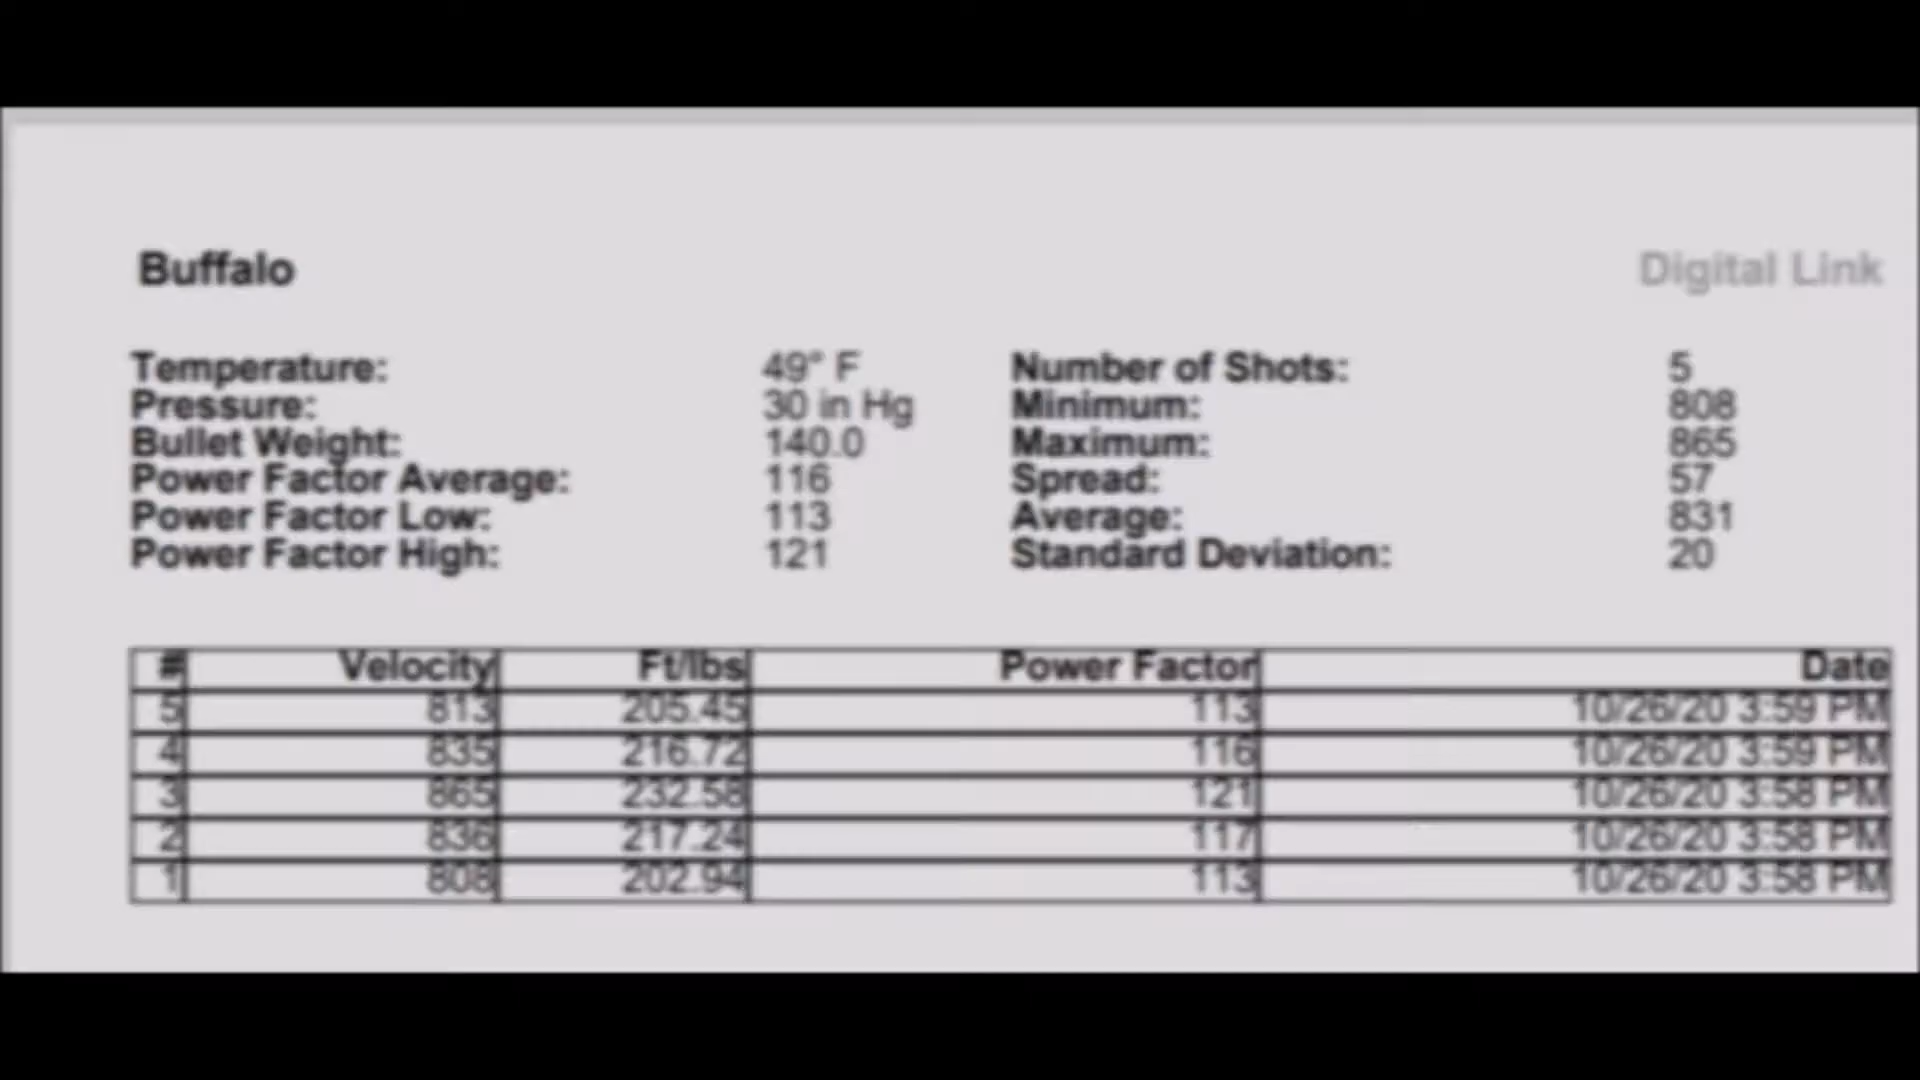 Buffalo Digital Link
Temperature: 49° F Number of Shots: 5
Pressure: 30 in Hg Minimum: 808
Bullet Weight: 140.0 Maximum: 865
Power Factor Average: 116 Spread: 57
Power Factor Low: 113 Average: 831
Power Factor High: 121 Standard Deviation: 20
# Velocity Ft/lbs Power Factor Date
5 813 205.45 113 10/26/20 3:59 PM
4 835 216.72 116 10/26/20 3:59 PM
3 865 232.58 121 10/26/20 3:58 PM
2 836 217.24 117 10/26/20 3:58 PM
1 808 202.94 113 10/26/20 3:58 PM